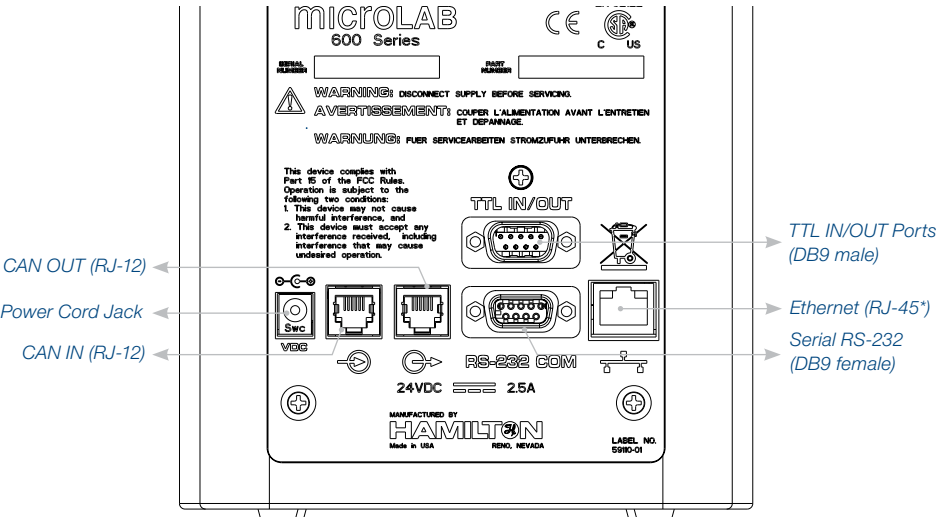 microLAB
600 Series
C US
SERIAL
NUMBER
PART
NUMBER
WARNING: DISCONNECT SUPPLY BEFORE SERVICING.
AVERTISSEMENT: COUPER L'ALIMENTATION AVANT L'ENTRETIEN
ET DEPANNAGE.
WARNUNG: FUER SERVICEARBEITEN STROMZUFUHR UNTERBRECHEN.
This device complies with
Part 15 of the FCC Rules.
Operation is subject to the
following two conditions:
1. This device may not cause
harmful interference, and
2. This device must accept any
interference received, including
interference that may cause
undesired operation.
TTL IN/OUT
TTL IN/OUT Ports
(DB9 male)
CAN OUT (RJ-12)
Power Cord Jack
CAN IN (RJ-12)
Swc
VDC
Ethernet (RJ-45*)
Serial RS-232
(DB9 female)
RS-232 COM
24VDC 2.5A
MANUFACTURED BY
HAMILTON
Made in USA RENO, NEVADA
LABEL NO.
59110-01